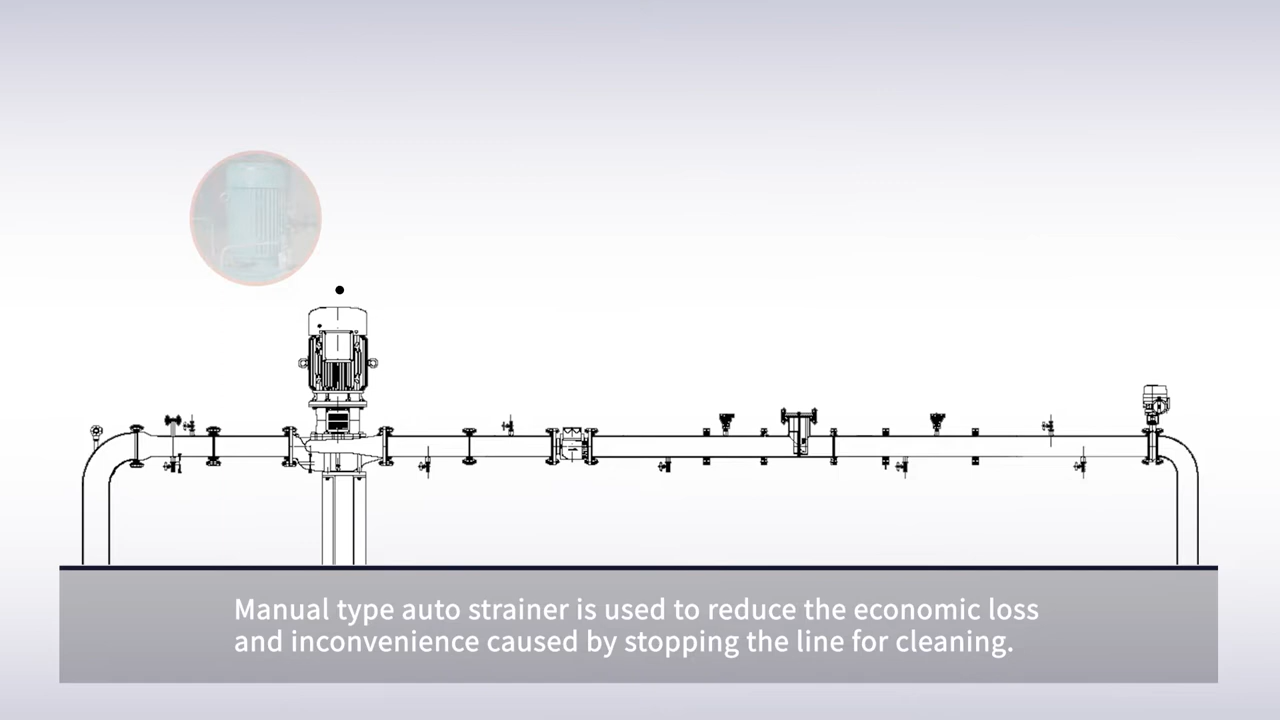 Manual type auto strainer is used to reduce the economic loss
and inconvenience caused by stopping the line for cleaning.